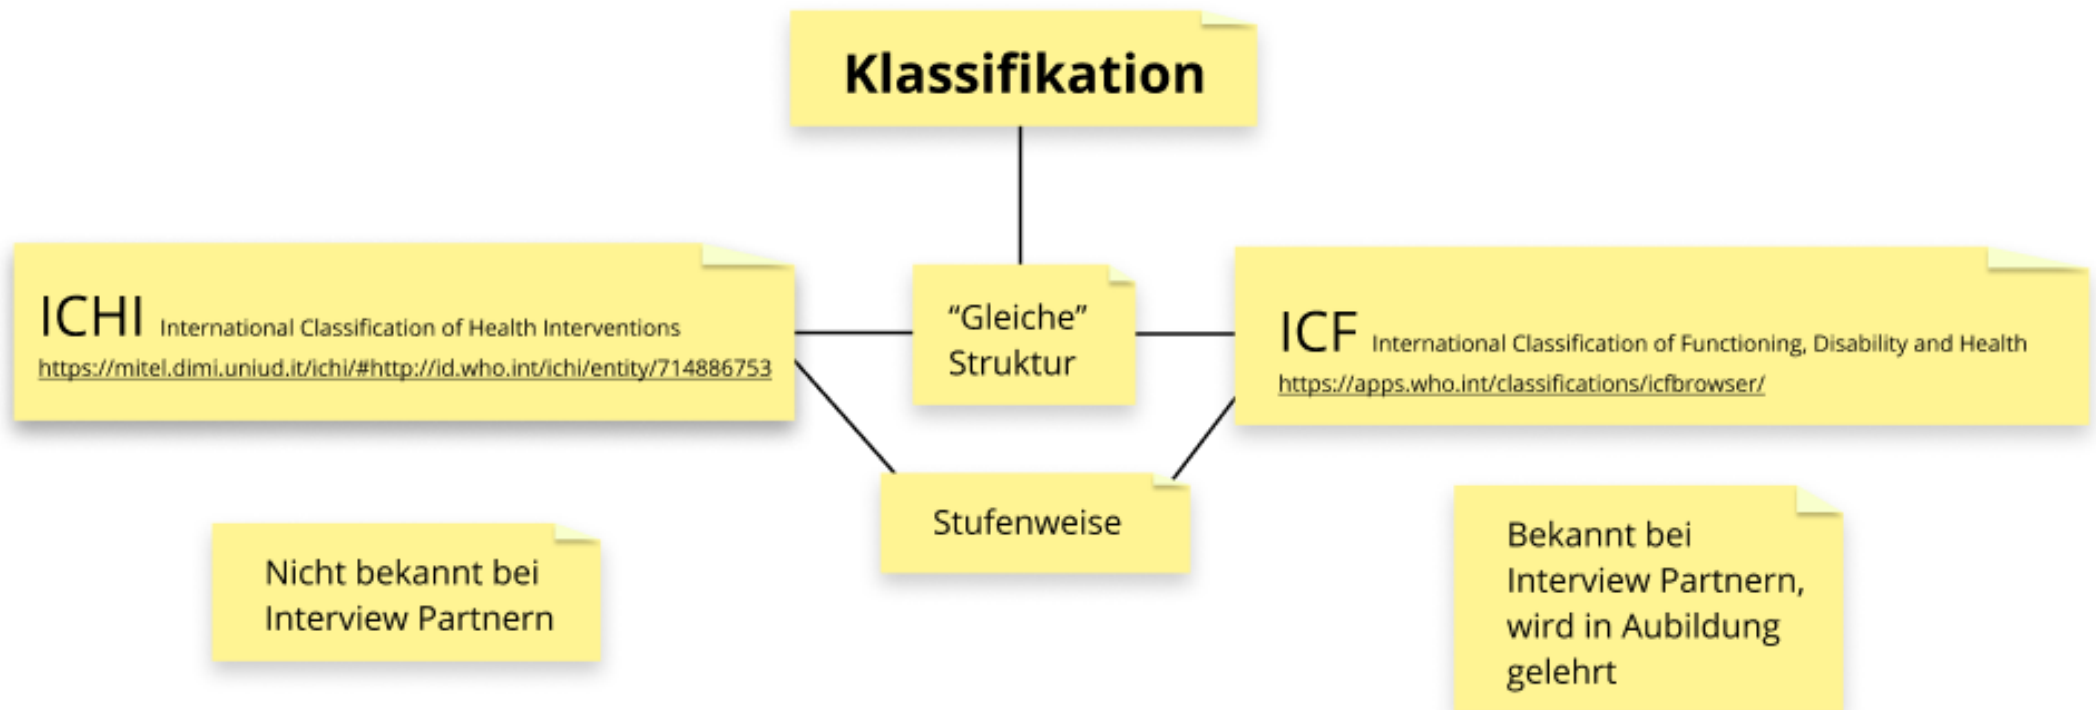 Klassifikation
ICHI International Classification of Health Interventions
https://mitel.dimi.uniud.it/ichi/#http://id.who.int/ichi/entity/714886753
“Gleiche”
Struktur
ICF International Classification of Functioning, Disability and Health
https://apps.who.int/classifications/icfbrowser/
Stufenweise
Nicht bekannt bei
Interview Partnern
Bekannt bei
Interview Partnern,
wird in Aubildung
gelehrt